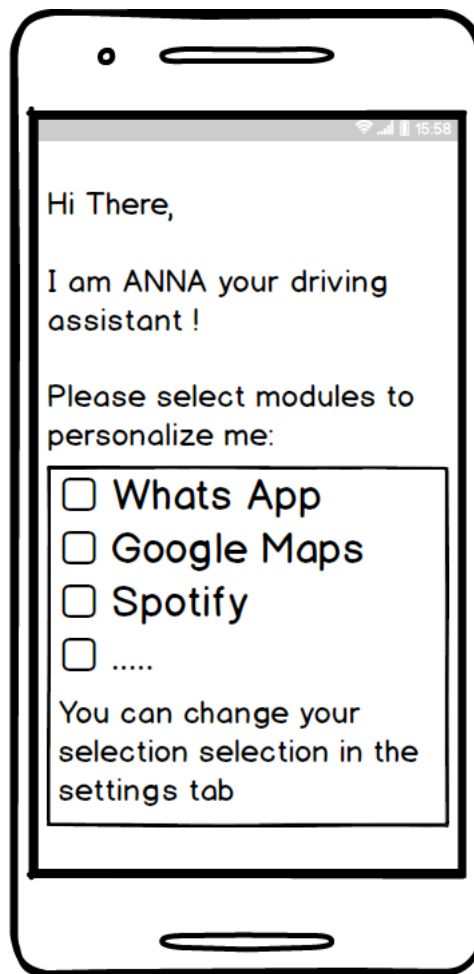 15:58
Hi There,
I am ANNA your driving
assistant !
Please select modules to
personalize me:
Whats App
Google Maps
Spotify
.....
You can change your
selection selection in the
settings tab